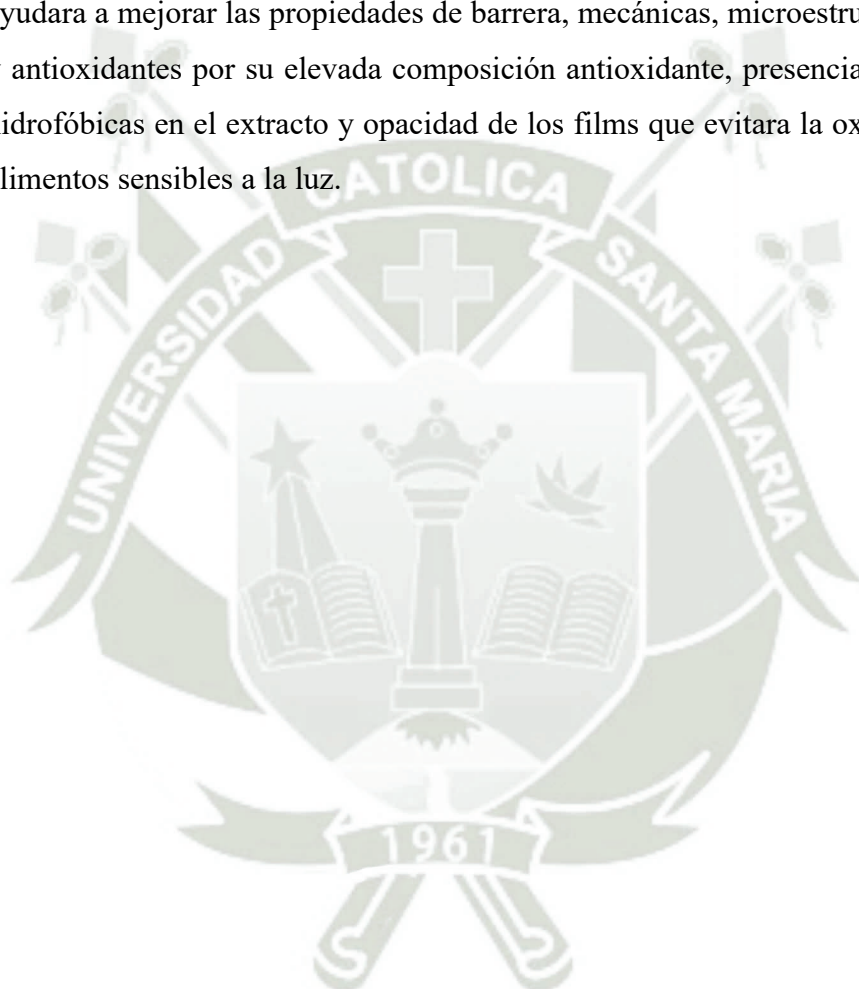 yudara a mejorar las propiedades de barrera, mecánicas, microestru
antioxidantes por su elevada composición antioxidante, presencia
idrofóbicas en el extracto y opacidad de los films que evitara la ox
limentos sensibles a la luz.
UNIVERSIDAD CATOLICA SANTA MARIA
1961